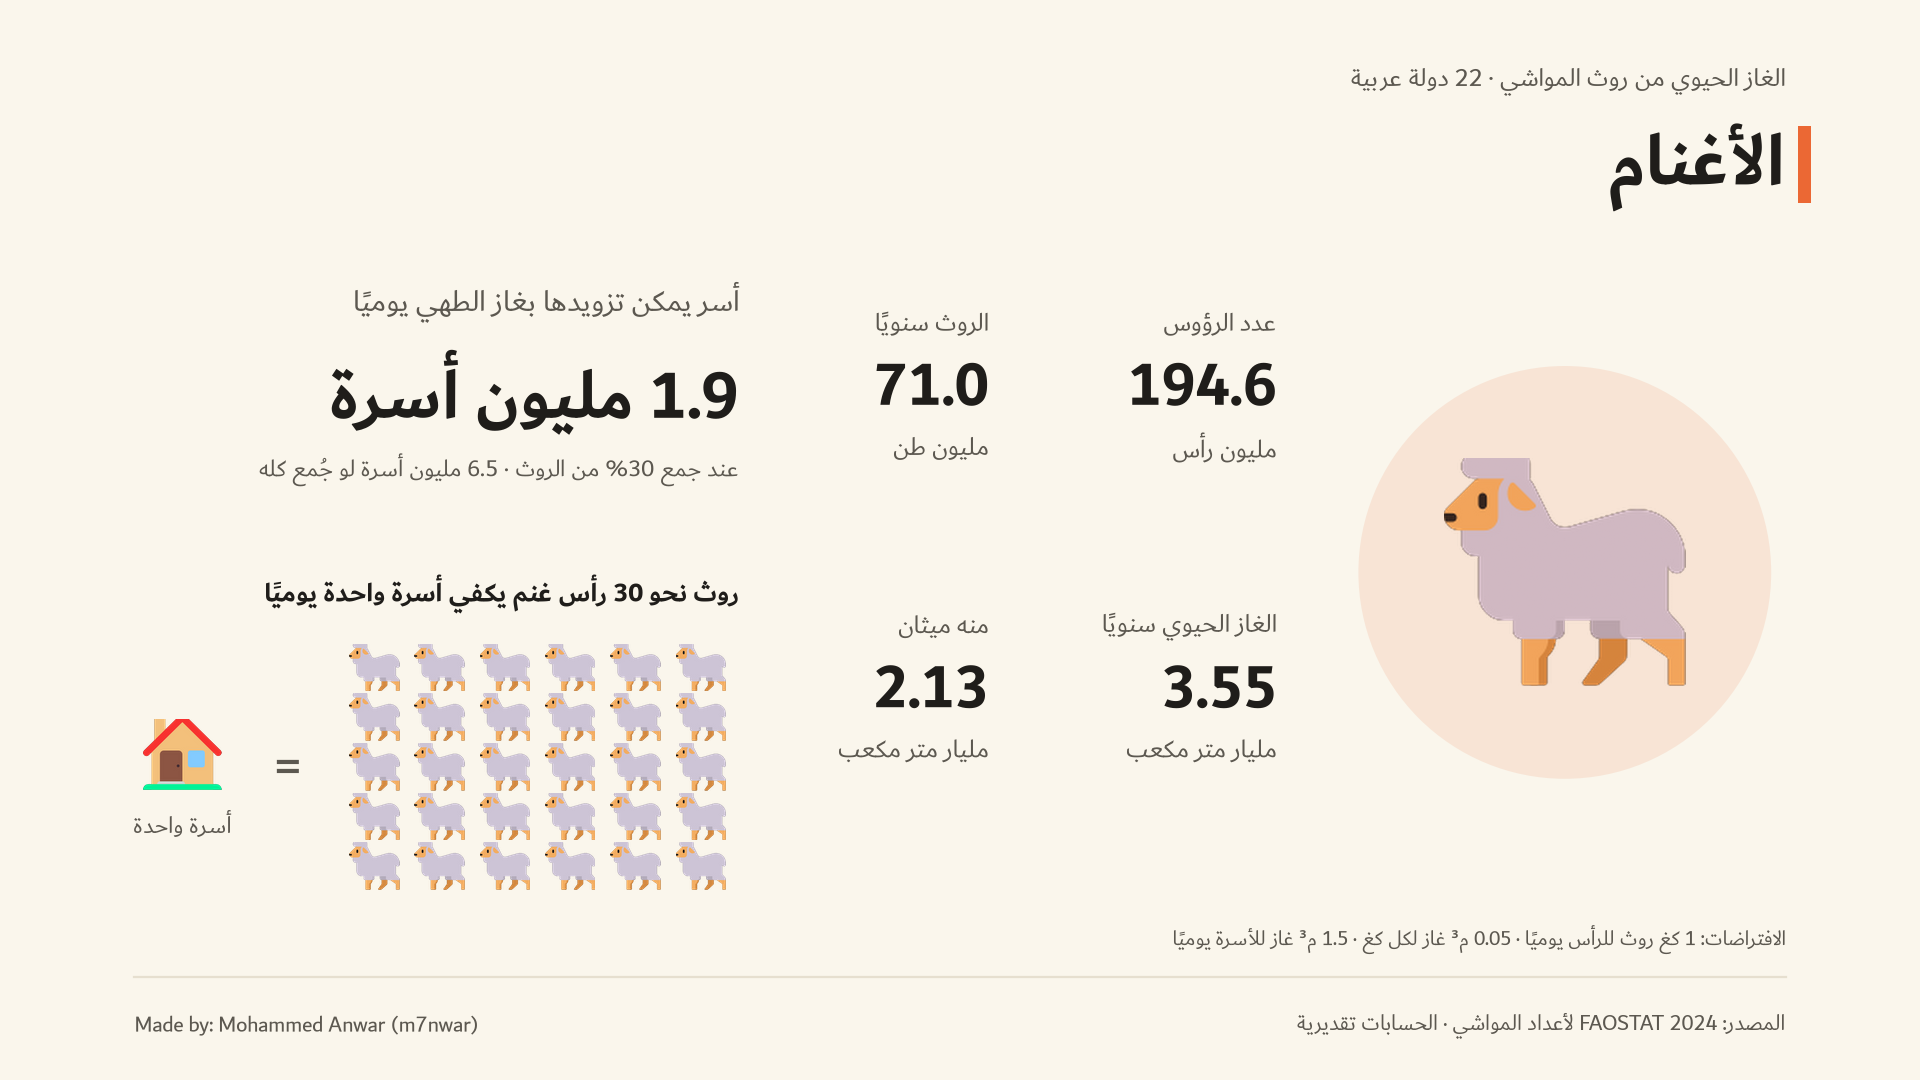 الغاز الحيوي من روث المواشي · 22 دولة عربية
الأغنام
عدد الرؤوس
194.6
مليون رأس
الروث سنويًا
71.0
مليون طن
الغاز الحيوي سنويًا
3.55
مليار متر مكعب
منه ميثان
2.13
مليار متر مكعب
أسر يمكن تزويدها بغاز الطهي يوميًا
1.9 مليون أسرة
عند جمع 30% من الروث · 6.5 مليون أسرة لو جُمع كله
روث نحو 30 رأس غنم يكفي أسرة واحدة يوميًا
=
أسرة واحدة
الافتراضات: 1 كغ روث للرأس يوميًا · 0.05 م³ غاز لكل كغ · 1.5 م³ غاز للأسرة يوميًا
المصدر: FAOSTAT 2024 لأعداد المواشي · الحسابات تقديرية
Made by: Mohammed Anwar (m7nwar)